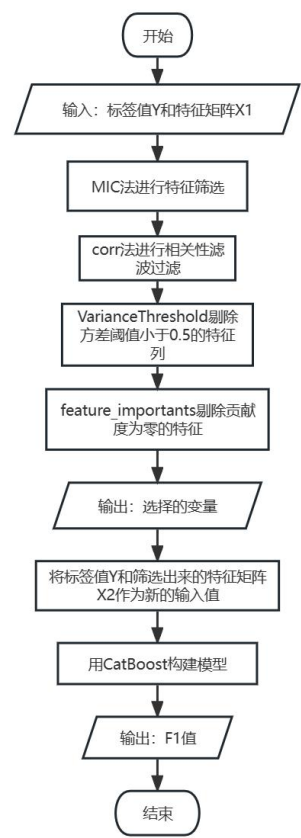 开始
输入：标签值Y和特征矩阵X1
MIC法进行特征筛选
corr法进行相关性滤
波过滤
VarianceThreshold剔除
方差阈值小于0.5的特征
列
feature_importants剔除贡献
度为零的特征
输出：选择的变量
将标签值Y和筛选出来的特征矩阵
X2作为新的输入值
用CatBoost构建模型
输出：F1值
结束